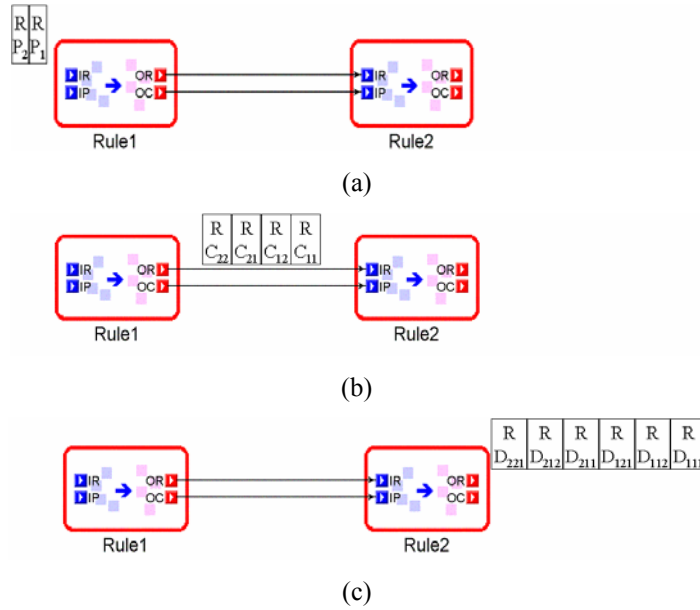 R R
P₂ P₁
IR OR IR OR
IP OC IP OC
Rule1 Rule2
(a)
R R R R
C₂₂ C₂₁ C₁₂ C₁₁
IR OR IR OR
IP OC IP OC
Rule1 Rule2
(b)
R R R R R R
D₂₂₁ D₂₁₂ D₂₁₁ D₁₂₁ D₁₁₂ D₁₁₁
IR OR IR OR
IP OC IP OC
Rule1 Rule2
(c)